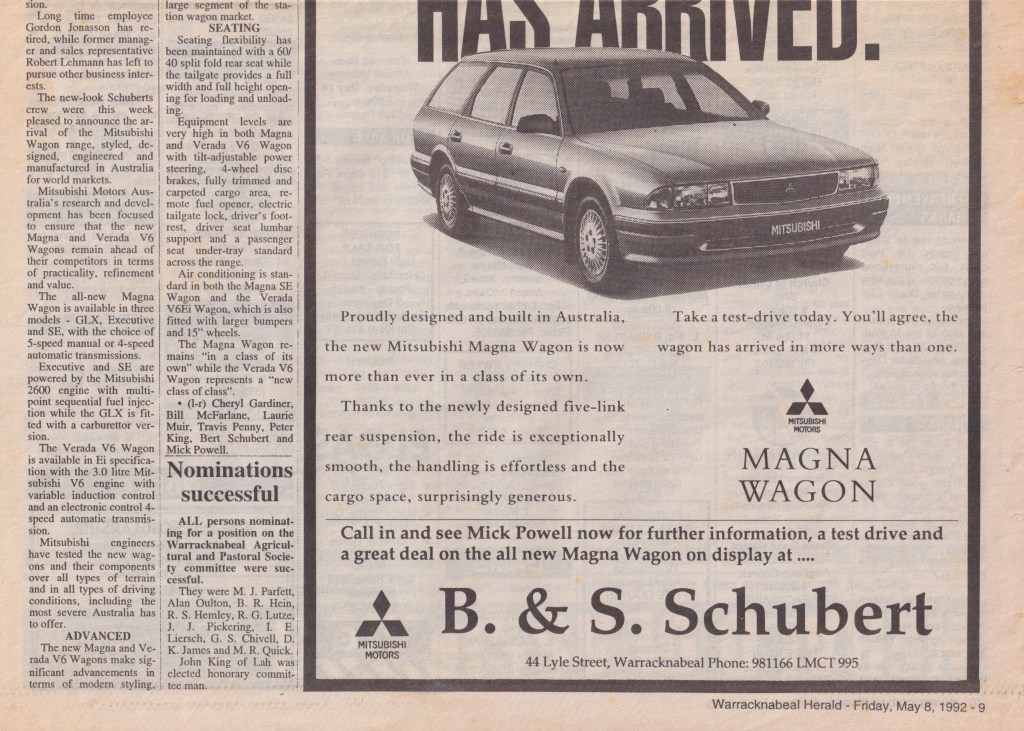 sion.
Long time employee
Gordon Jonasson has re-
tired, while former manag-
er and sales representative
Robert Lehmann has left to
pursue other business inter-
ests.
The new-look Schuberts
crew were this week
pleased to announce the ar-
rival of the Mitsubishi
Wagon range, styled, de-
signed, engineered and
manufactured in Australia
for world markets.
Mitsubishi Motors Aus-
tralia's research and devel-
opment has been focused
to ensure that the new
Magna and Verada V6
Wagons remain ahead of
their competitors in terms
of practicality, refinement
and value.
The all-new Magna
Wagon is available in three
models - GLX, Executive
and SE, with the choice of
5-speed manual or 4-speed
automatic transmissions.
Executive and SE are
powered by the Mitsubishi
2600 engine with multi-
point sequential fuel injec-
tion while the GLX is fit-
ted with a carburettor ver-
sion.
The Verada V6 Wagon
is available in Ei specifica-
tion with the 3.0 litre Mit-
subishi V6 engine with
variable induction control
and an electronic control 4-
speed automatic transmis-
sion.
Mitsubishi engineers
have tested the new wag-
ons and their components
over all types of terrain
and in all types of driving
conditions, including the
most severe Australia has
to offer.
ADVANCED
The new Magna and Ve-
rada V6 Wagons make sig-
nificant advancements in
terms of modern styling.
large segment of the sta-
tion wagon market.
SEATING
Seating flexibility has
been maintained with a 60/
40 split fold rear seat while
the tailgate provides a full
width and full height open-
ing for loading and unload-
ing.
Equipment levels are
very high in both Magna
and Verada V6 Wagon
with tilt-adjustable power
steering, 4-wheel disc
brakes, fully trimmed and
carpeted cargo area, re-
mote fuel opener, electric
tailgate lock, driver's foot-
rest, driver seat lumbar
support and a passenger
seat under-tray standard
across the range.
Air conditioning is stan-
dard in both the Magna SE
Wagon and the Verada
V6Ei Wagon, which is also
fitted with larger bumpers
and 15" wheels.
The Magna Wagon re-
mains "in a class of its
own" while the Verada V6
Wagon represents a "new
class of class".
• (l-r) Cheryl Gardiner,
Bill McFarlane, Laurie
Muir, Travis Penny, Peter
King, Bert Schubert and
Mick Powell.
Nominations
successful
ALL persons nominat-
ing for a position on the
Warracknabeal Agricul-
tural and Pastoral Socie-
ty committee were suc-
cessful.
They were M. J. Parfett,
Alan Oulton, B. R. Hein,
R. S. Hemley, R. G. Lutze,
J. J. Pickering, I. E.
Liersch, G. S. Chivell, D.
K. James and M. R. Quick.
John King of Lah was
elected honorary commit-
tee man.
HAS ARRIVED.
MITSUBISHI
Proudly designed and built in Australia,
the new Mitsubishi Magna Wagon is now
more than ever in a class of its own.
Thanks to the newly designed five-link
rear suspension, the ride is exceptionally
smooth, the handling is effortless and the
cargo space, surprisingly generous.
Take a test-drive today. You'll agree, the
wagon has arrived in more ways than one.
MITSUBISHI
MOTORS
MAGNA
WAGON
Call in and see Mick Powell now for further information, a test drive and
a great deal on the all new Magna Wagon on display at ....
MITSUBISHI
MOTORS
B. & S. Schubert
44 Lyle Street, Warracknabeal Phone: 981166 LMCT 995
Warracknabeal Herald - Friday, May 8, 1992 - 9